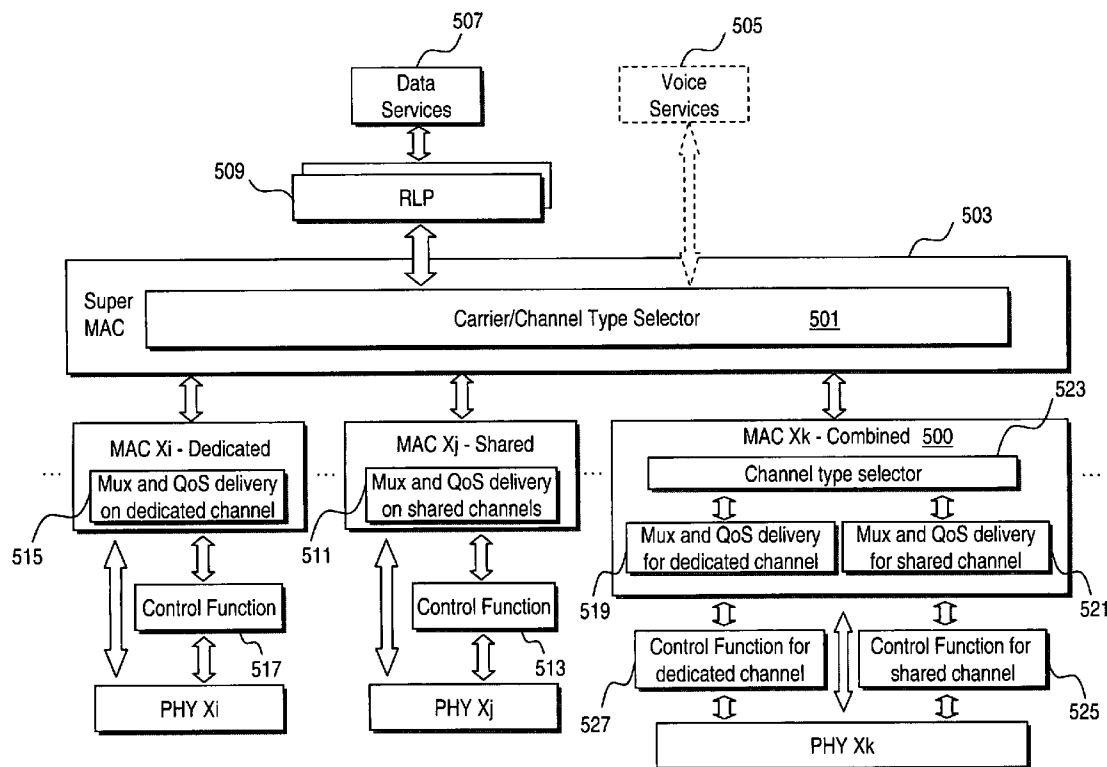 507
505
Data
Services
Voice
Services
509
RLP
503
Super
MAC
Carrier/Channel Type Selector 501
523
MAC Xi - Dedicated
Mux and QoS delivery
on dedicated channel
515
MAC Xj - Shared
Mux and QoS delivery
on shared channels
511
MAC Xk - Combined 500
Channel type selector
Mux and QoS delivery
for dedicated channel
Mux and QoS delivery
for shared channel
519
521
...
...
...
...
Control Function
517
Control Function
513
Control Function for
dedicated channel
527
Control Function for
shared channel
525
PHY Xi
PHY Xj
PHY Xk